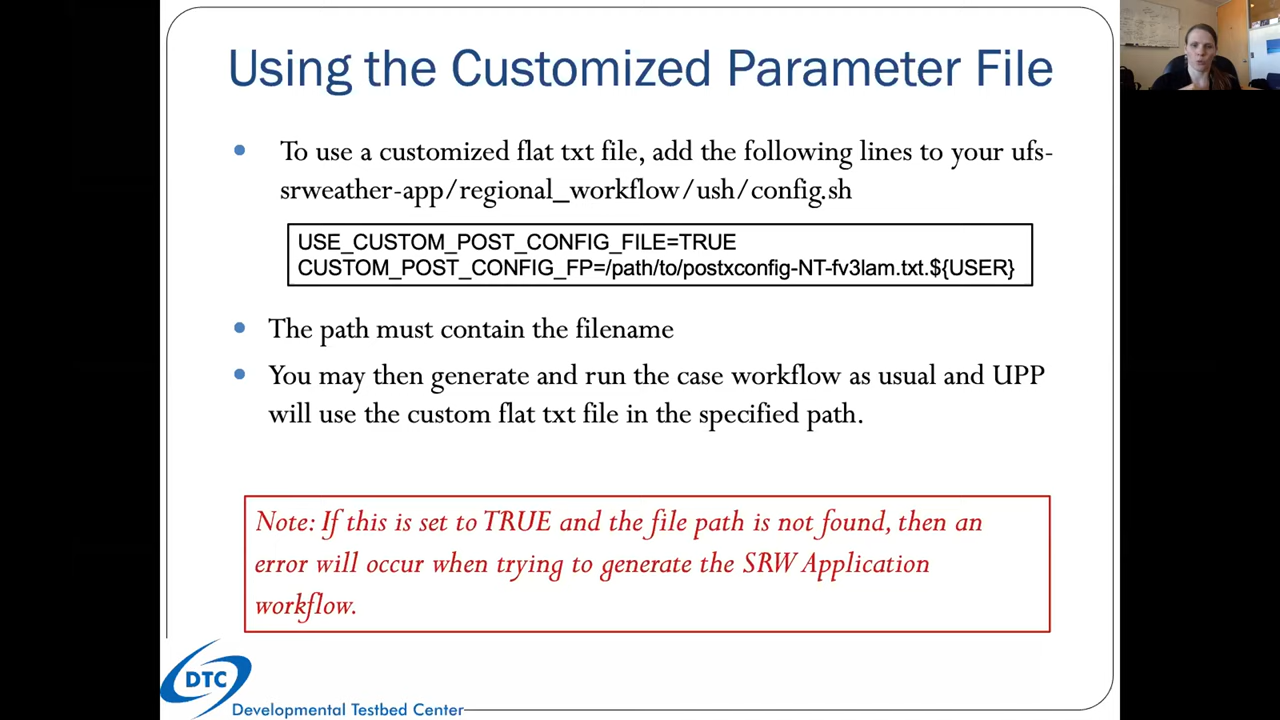 Using the Customized Parameter File
To use a customized flat txt file, add the following lines to your ufs-
srweather-app/regional_workflow/ush/config.sh
USE_CUSTOM_POST_CONFIG_FILE=TRUE
CUSTOM_POST_CONFIG_FP=/path/to/postxconfig-NT-fv3lam.txt.${USER}
The path must contain the filename
You may then generate and run the case workflow as usual and UPP
will use the custom flat txt file in the specified path.
Note: If this is set to TRUE and the file path is not found, then an
error will occur when trying to generate the SRW Application
workflow.
DTC
Developmental Testbed Center